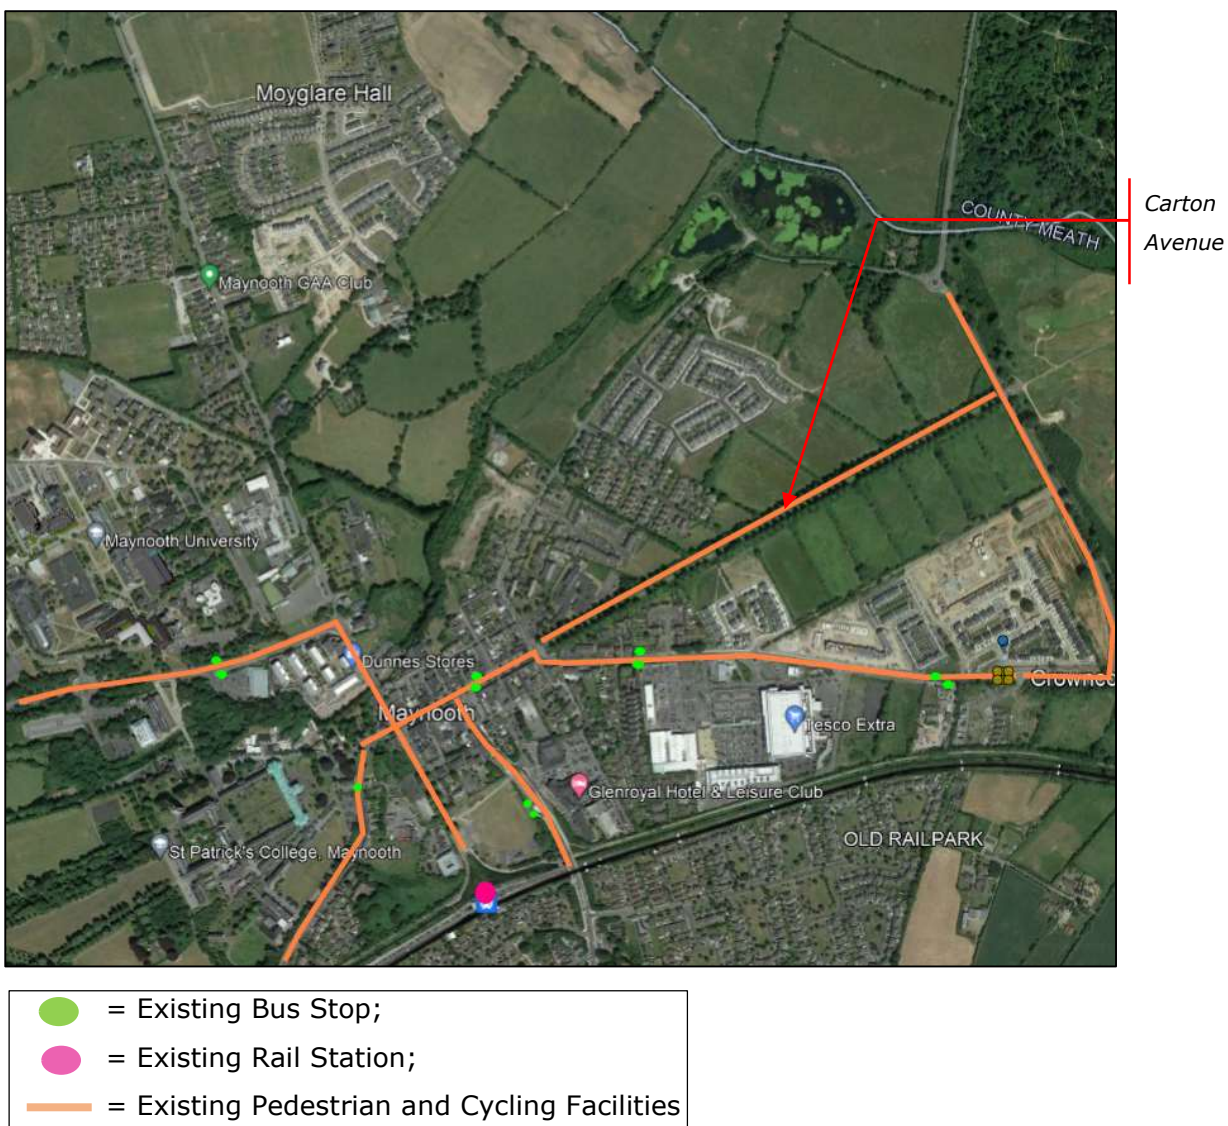 Moyglare Hall
Carton
Avenue
COUNTY MEATH
Maynooth GAA Club
Maynooth University
Dunnes Stores
Maynooth
Tesco Extra
Glenroyal Hotel & Leisure Club
OLD RAILPARK
St Patrick's College, Maynooth
= Existing Bus Stop;
= Existing Rail Station;
= Existing Pedestrian and Cycling Facilities